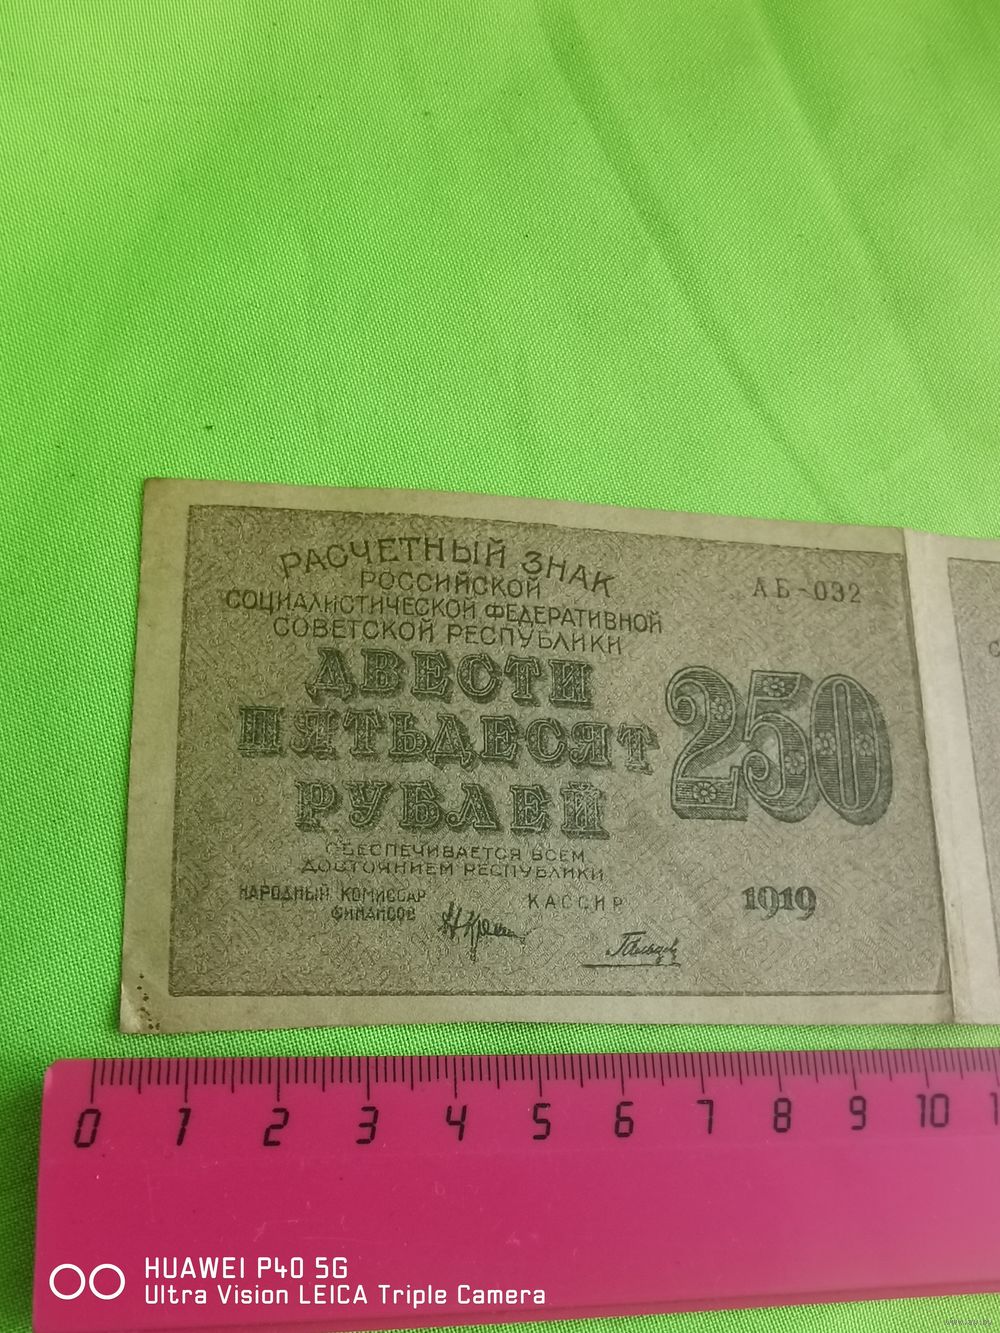 РАСЧЕТНЫЙ ЗНАК
РОССИЙСКОЙ
СОЦИАЛИСТИЧЕСКОЙ ФЕДЕРАТИВНОЙ
СОВЕТСКОЙ РЕСПУБЛИКИ
АБ-032
ДВЕСТИ
ПЯТЬДЕСЯТ
РУБЛЕЙ
250
ОБЕСПЕЧИВАЕТСЯ ВСЕМ
ДОСТОЯНИЕМ РЕСПУБЛИКИ
НАРОДНЫЙ КОМИССАР
ФИНАНСОВ
КАССИР
1919
0 1 2 3 4 5 6 7 8 9 10
HUAWEI P40 5G
Ultra Vision LEICA Triple Camera